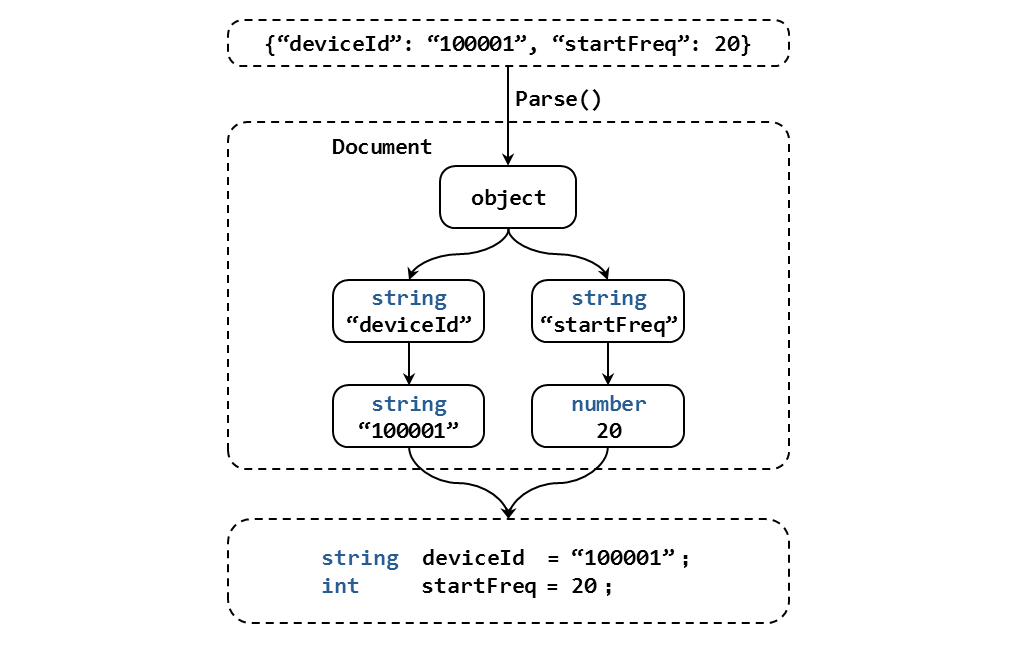 {“deviceId”: “100001”, “startFreq”: 20}
Parse()
Document
object
string
“deviceId”
string
“startFreq”
string
“100001”
number
20
string deviceId = “100001”;
int startFreq = 20;